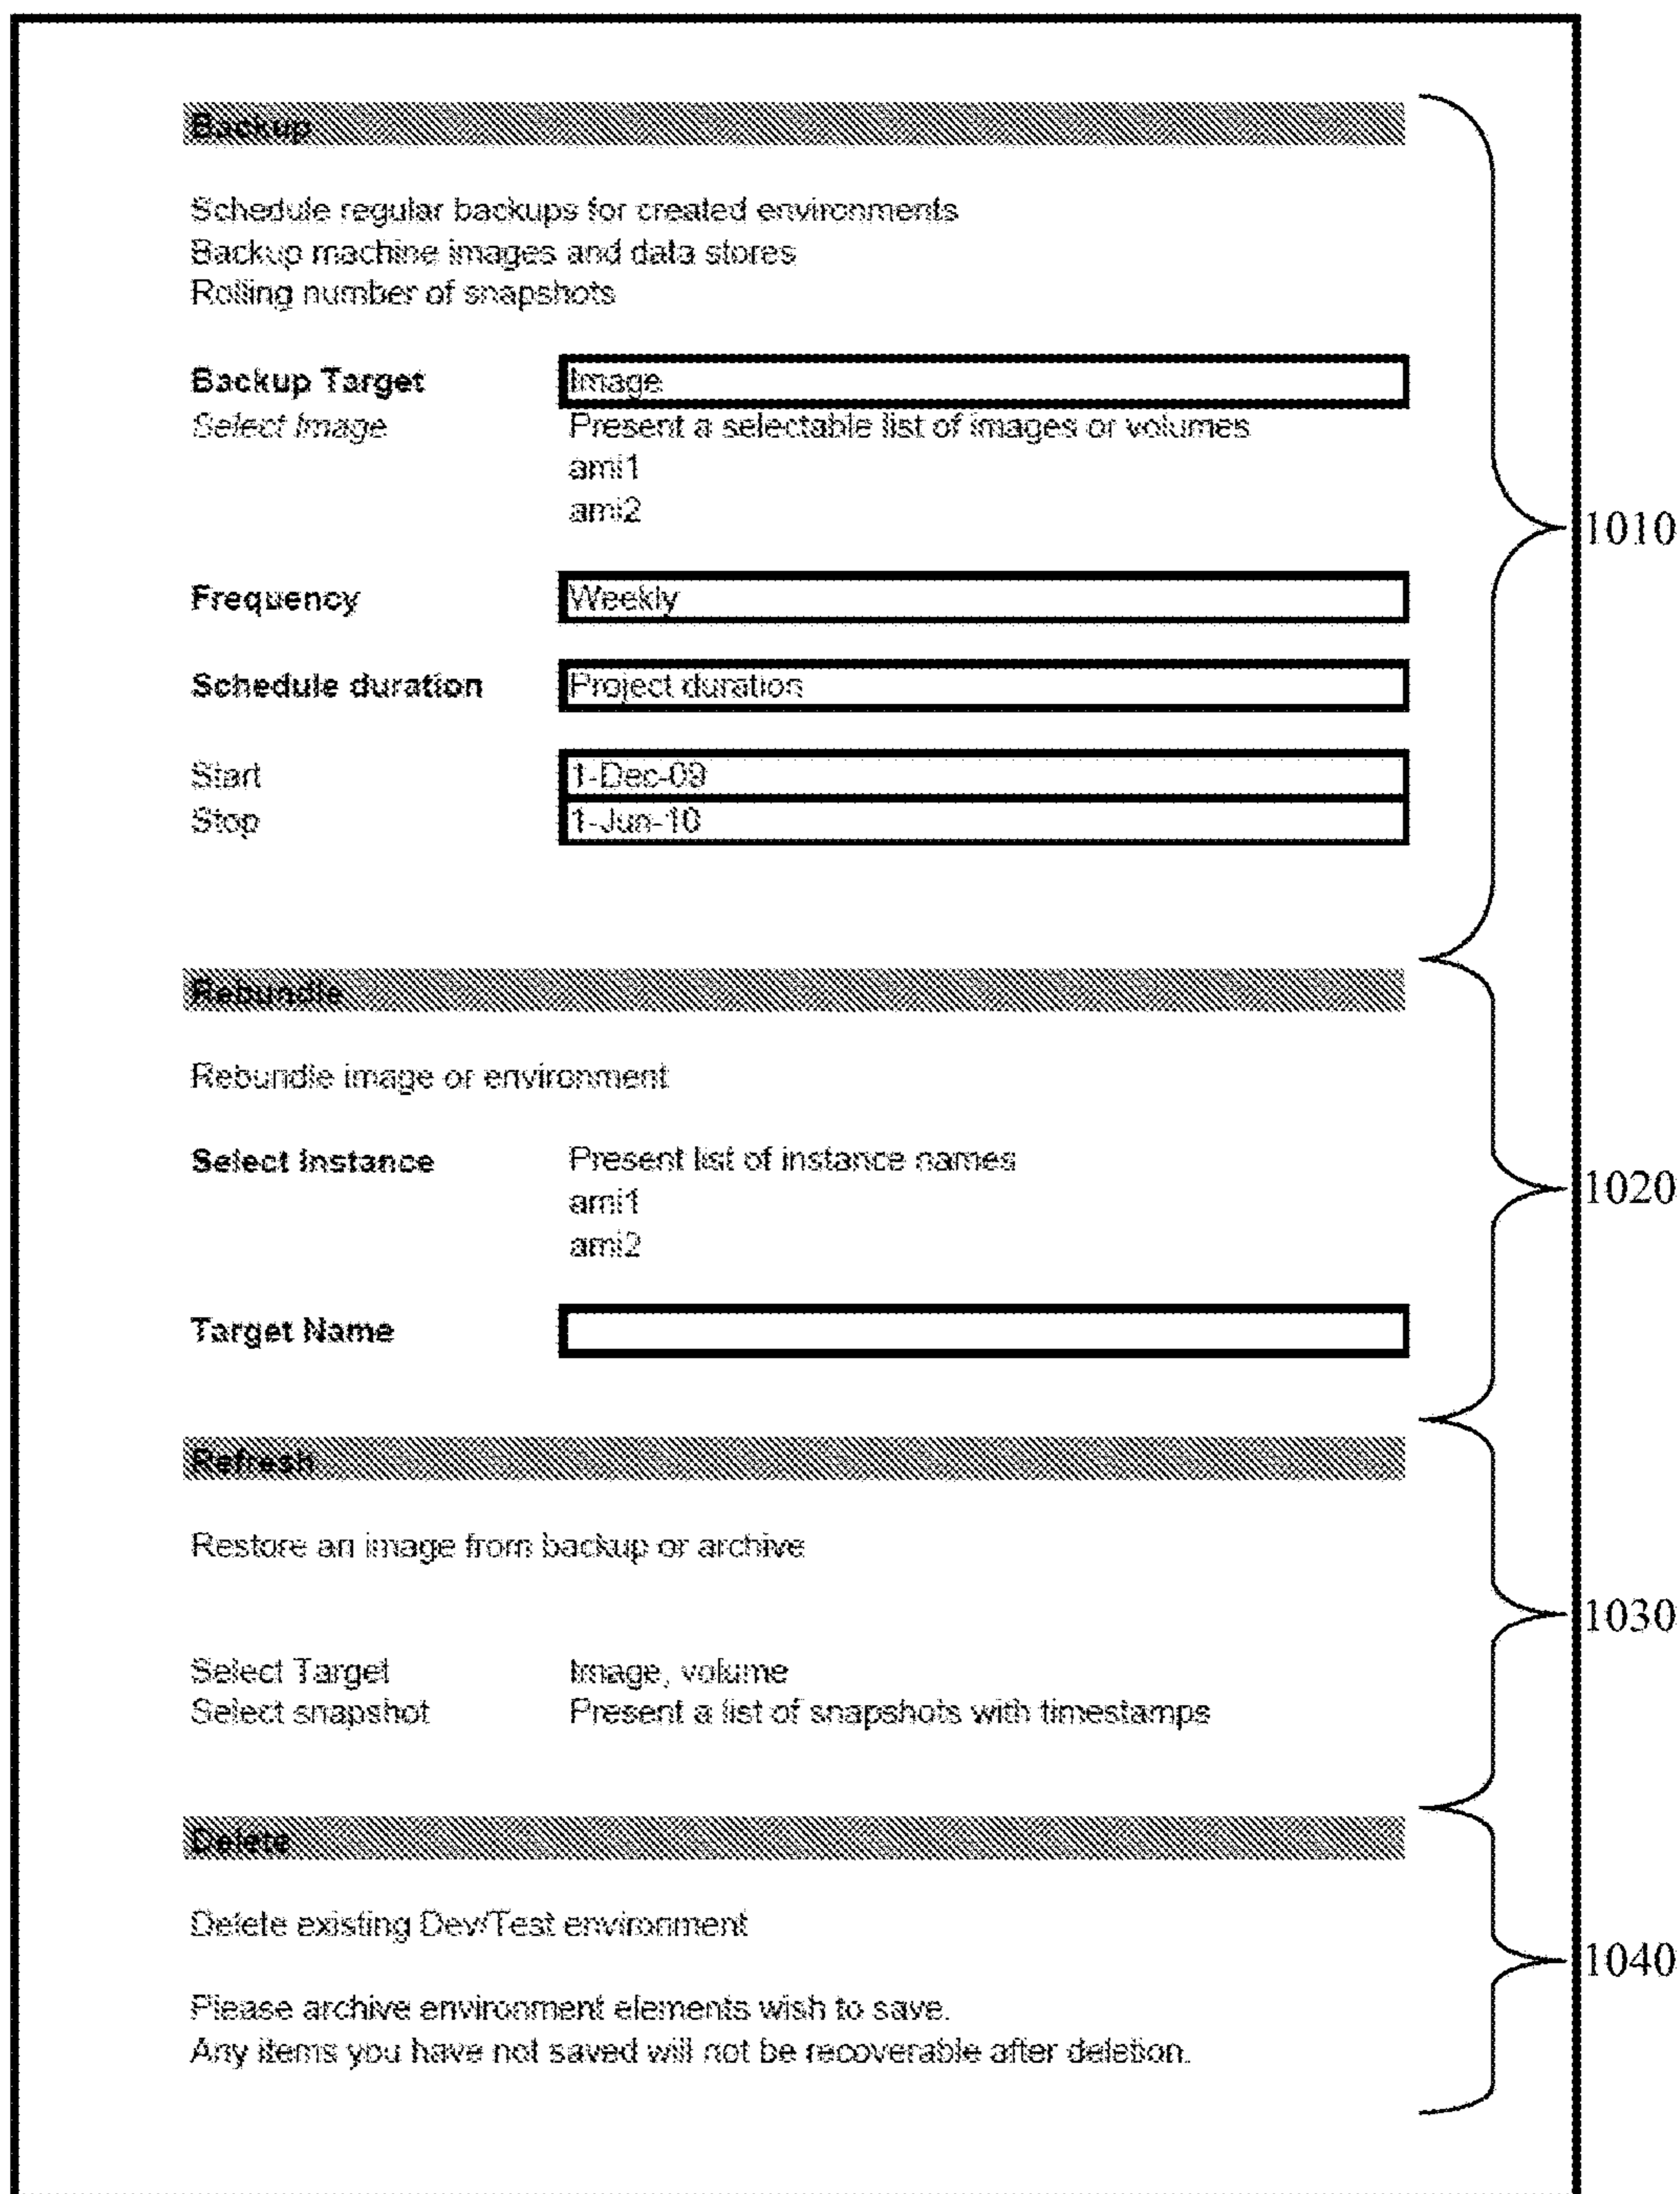 Backup
Schedule regular backups for created environments
Backup machine images and data stores
Rolling number of snapshots
Backup Target Image
Select Image Present a selectable list of images or volumes
ami1
ami2
1010
Frequency Weekly
Schedule duration Project duration
Start 1-Dec-09
Stop 1-Jun-10
Rebundle
Rebundle image or environment
Select Instance Present list of instance names
ami1
1020
ami2
Target Name
Refresh
Restore an image from backup or archive
1030
Select Target Image, volume
Select snapshot Present a list of snapshots with timestamps
Delete
Delete existing Dev/Test environment
1040
Please archive environment elements wish to save.
Any items you have not saved will not be recoverable after deletion.